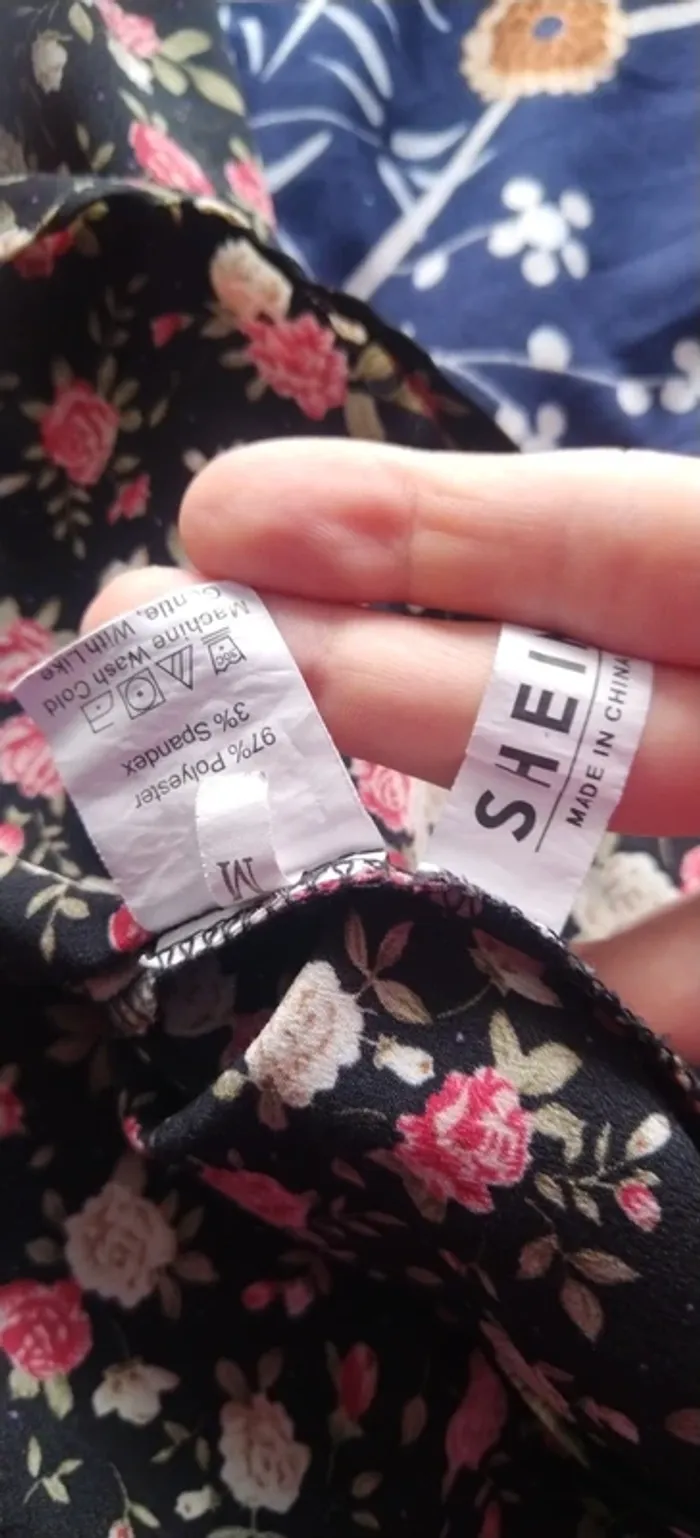 M
97% Polyester
3% Spandex
Machine Wash Cold
Gentle, With Like
SHEIN
MADE IN CHINA